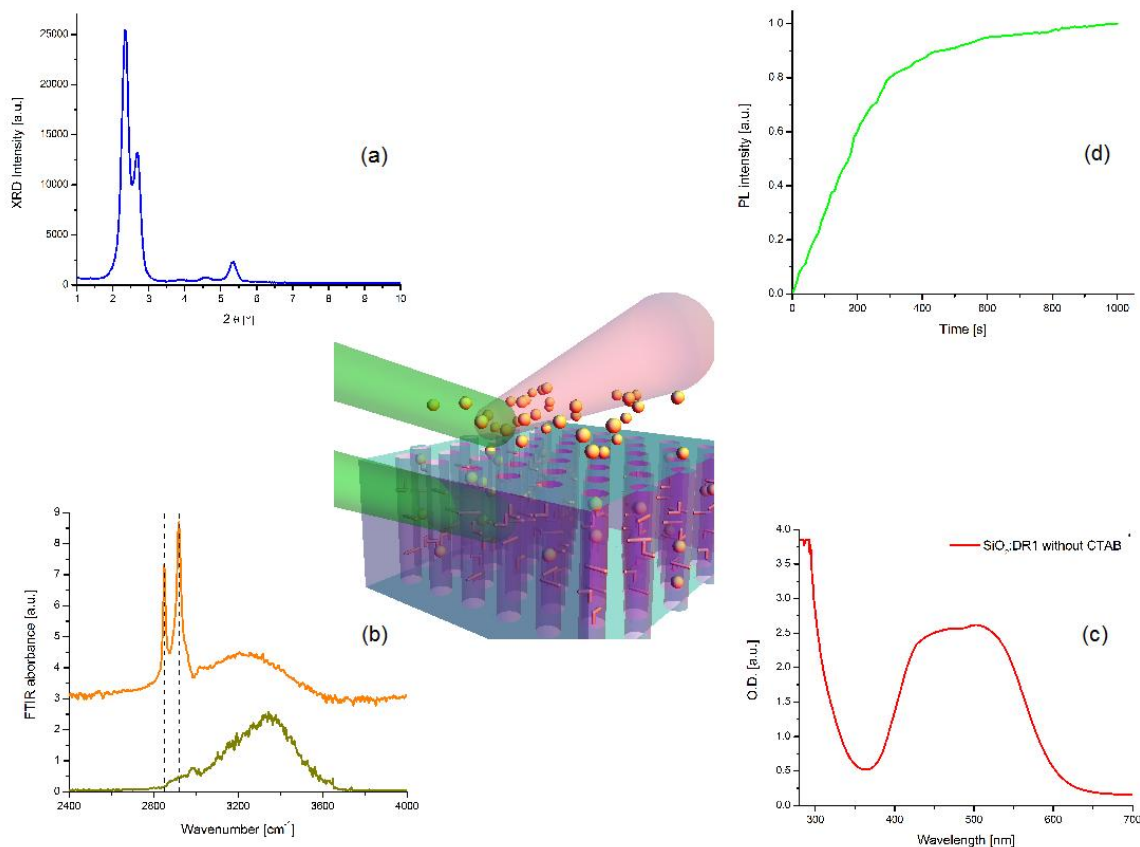 25000
20000
15000
10000
5000
0
XRD Intensity [a.u.]
1 2 3 4 5 6 7 8 9 10
2 θ [°]
(a)
1.0
0.8
0.6
0.4
0.2
0.0
PL intensity [a.u.]
0 200 400 600 800 1000
Time [s]
(d)
9
8
7
6
5
4
3
2
1
0
FTIR aborbance [a.u.]
2400 2800 3200 3600 4000
Wavenumber [cm⁻¹]
(b)
4.0
3.5
3.0
2.5
2.0
1.5
1.0
0.5
0.0
O.D. [a.u.]
300 400 500 600 700
Wavelength [nm]
SiO₂:DR1 without CTAB
(c)